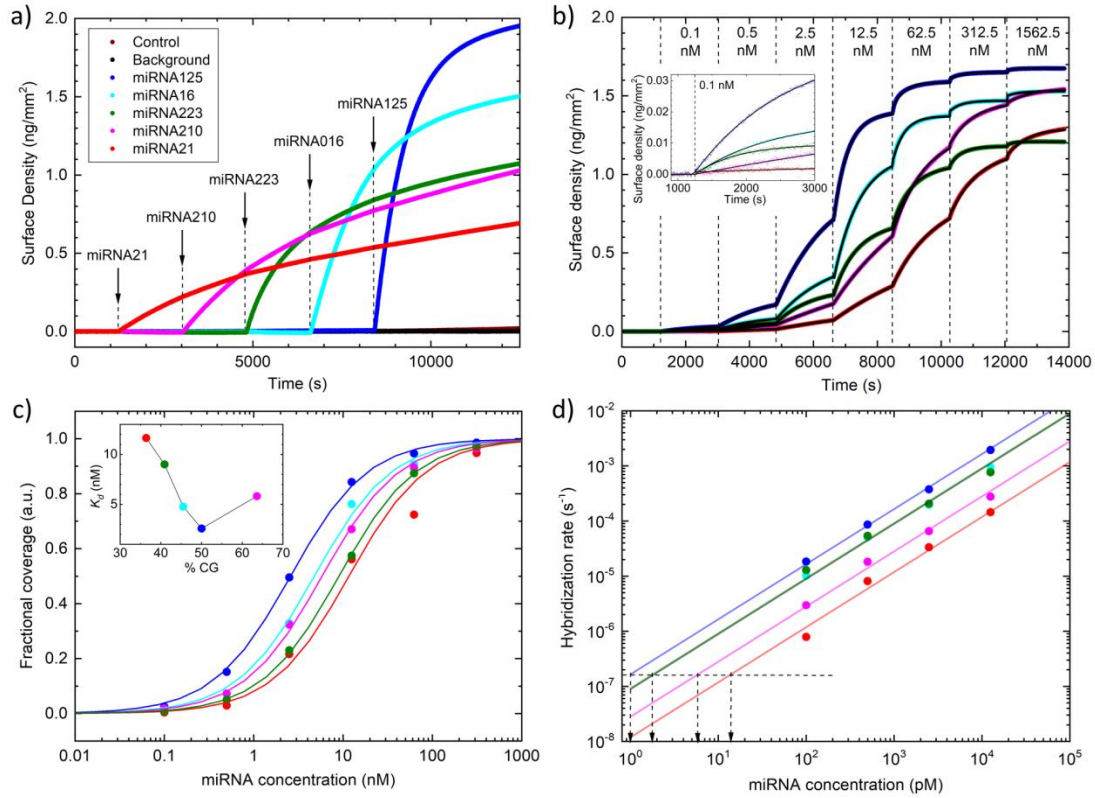 a)
Surface Density (ng/mm²)
2.0
1.5
1.0
0.5
0.0
Control
Background
miRNA125
miRNA16
miRNA223
miRNA210
miRNA21
miRNA21
miRNA210
miRNA223
miRNA016
miRNA125
0 5000 10000
Time (s)
b)
Surface density (ng/mm²)
2.0
1.5
1.0
0.5
0.0
0.1 nM
0.5 nM
2.5 nM
12.5 nM
62.5 nM
312.5 nM
1562.5 nM
Surface density (ng/mm²)
0.03
0.02
0.01
0.00
0.1 nM
1000 2000 3000
Time (s)
0 2000 4000 6000 8000 10000 12000 14000
Time (s)
c)
Fractional coverage (a.u.)
1.0
0.8
0.6
0.4
0.2
0.0
Kd (nM)
10
5
30 40 50 60 70
% CG
0.01 0.1 1 10 100 1000
miRNA concentration (nM)
d)
Hybridization rate (s⁻¹)
10⁻²
10⁻³
10⁻⁴
10⁻⁵
10⁻⁶
10⁻⁷
10⁻⁸
10⁰ 10¹ 10² 10³ 10⁴ 10⁵
miRNA concentration (pM)